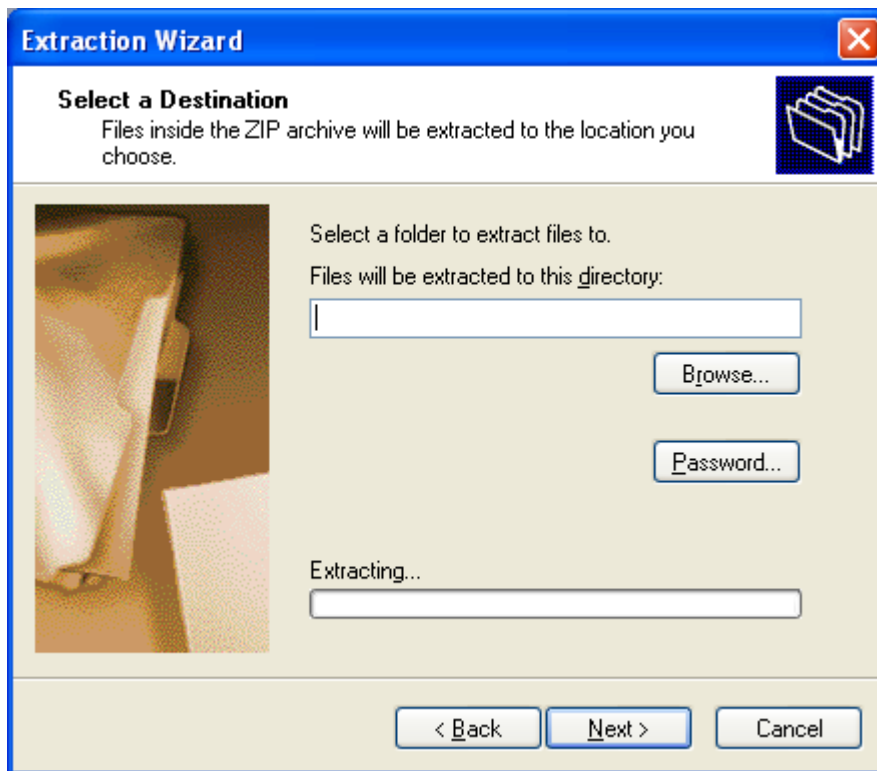 Extraction Wizard
Select a Destination
Files inside the ZIP archive will be extracted to the location you
choose.
Select a folder to extract files to.
Files will be extracted to this directory:
Browse...
Password...
Extracting...
< Back Next > Cancel